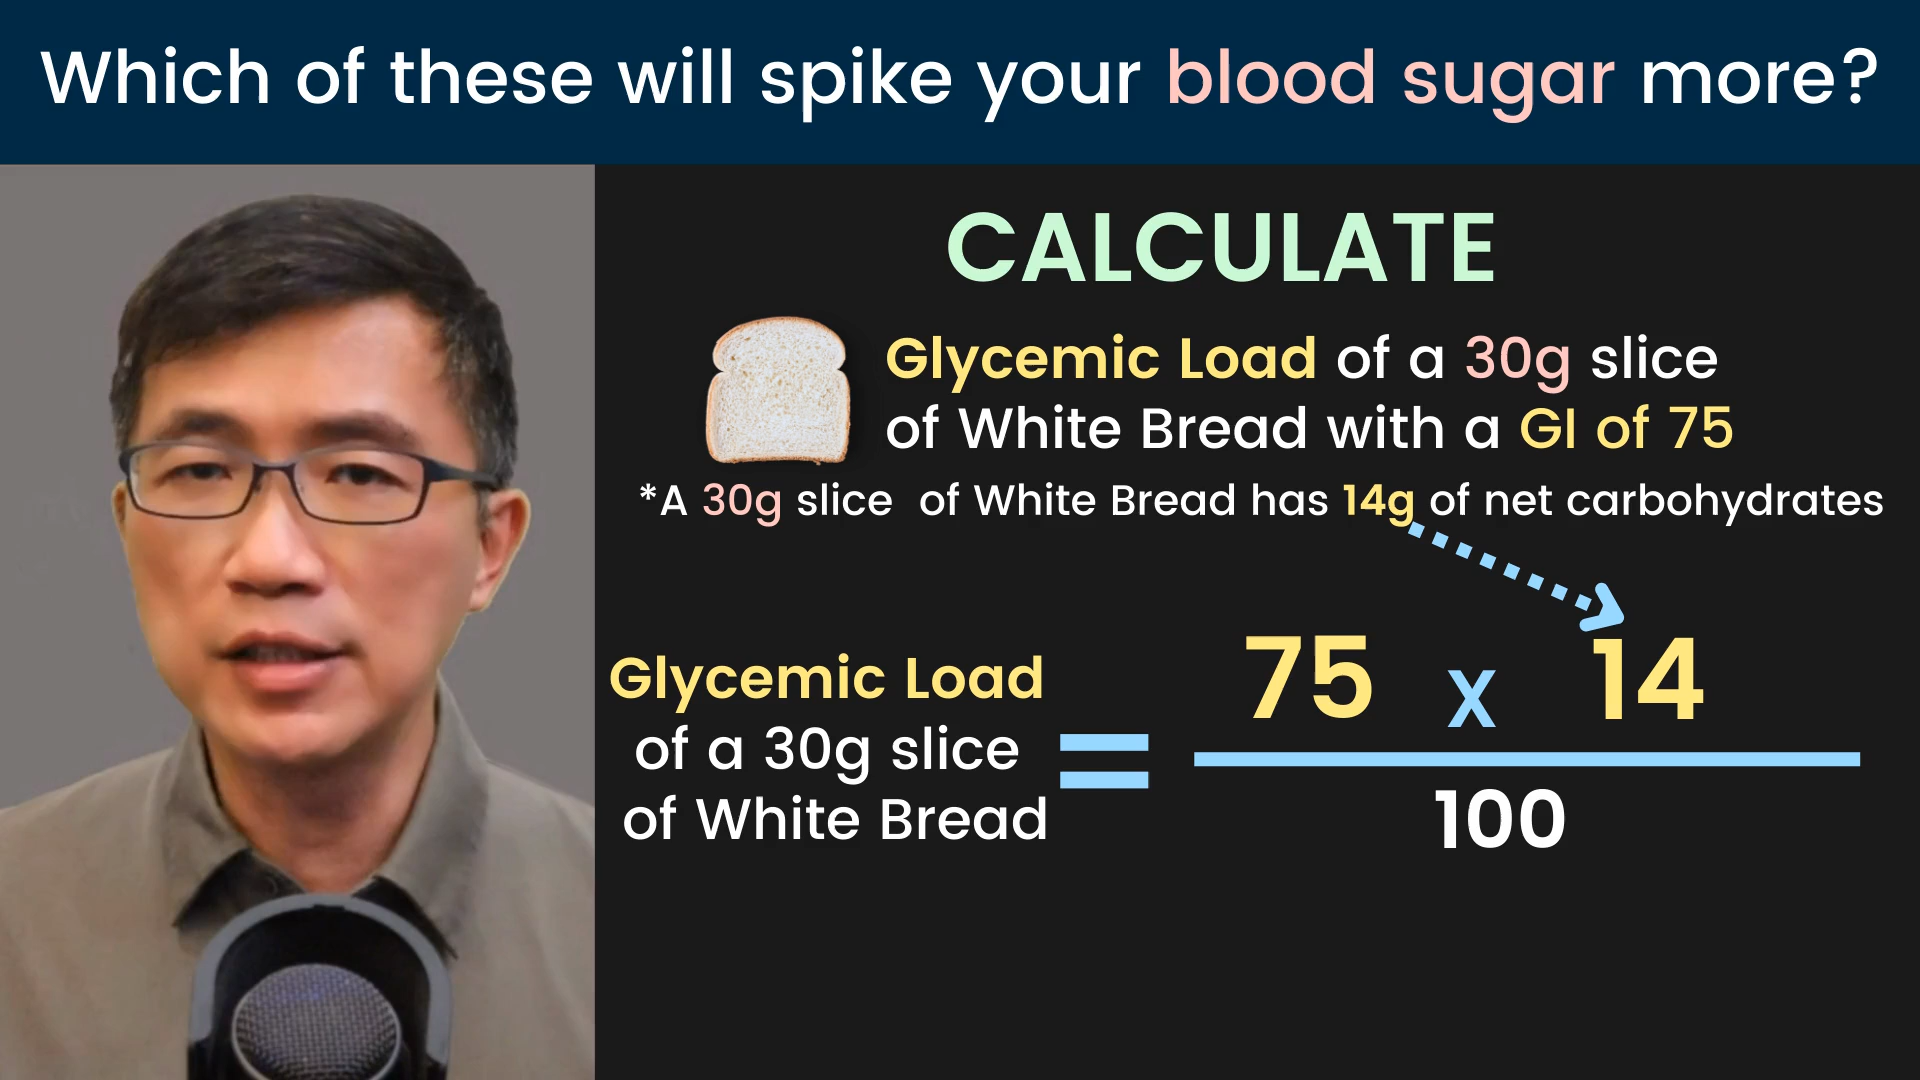 Which of these will spike your blood sugar more?
CALCULATE
Glycemic Load of a 30g slice
of White Bread with a GI of 75
*A 30g slice of White Bread has 14g of net carbohydrates
Glycemic Load
of a 30g slice
of White Bread
=
75 x 14
100